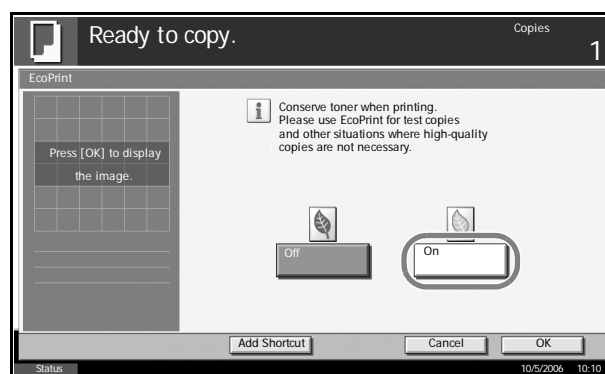 Ready to copy.
Copies
1
EcoPrint
Press [OK] to display
the image.
Conserve toner when printing.
Please use EcoPrint for test copies
and other situations where high-quality
copies are not necessary.
Off
On
Add Shortcut
Cancel
OK
Status
10/5/2006 10:10